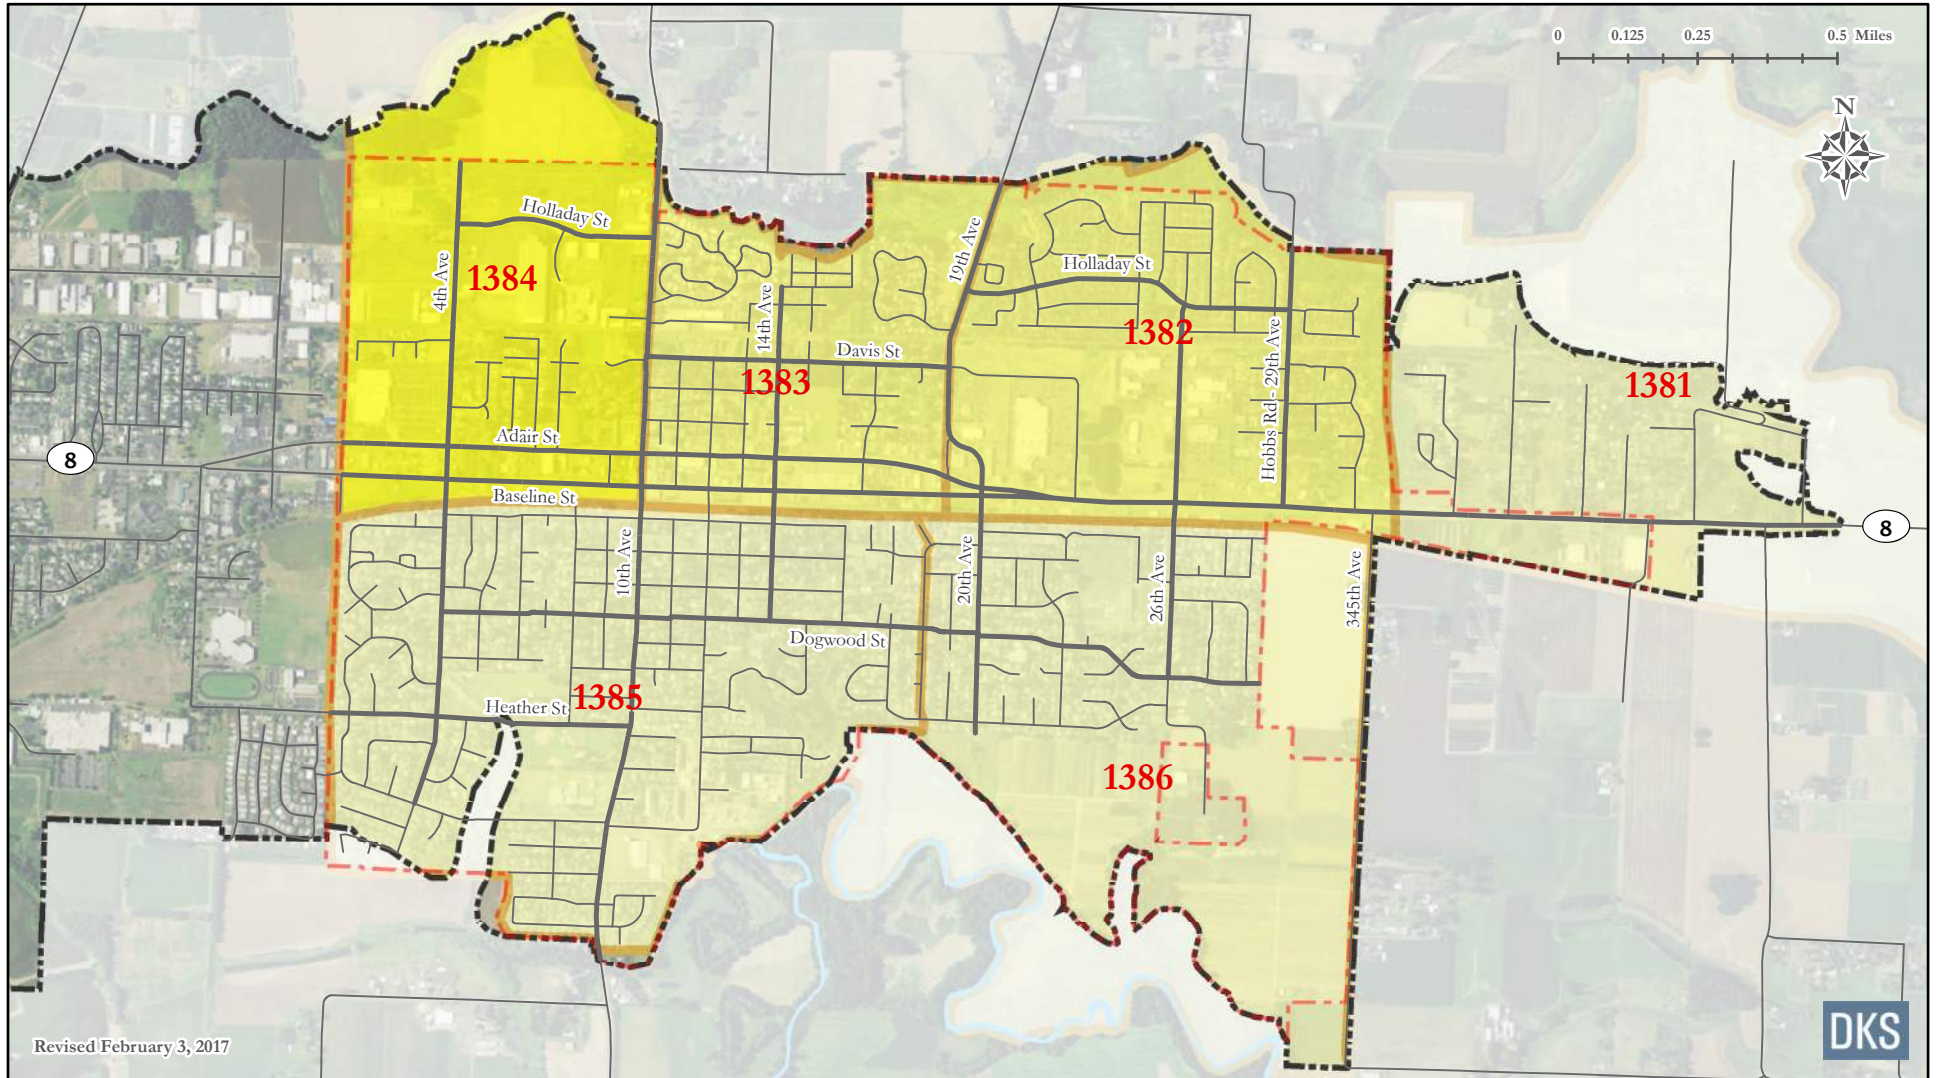 0 0.125 0.25 0.5 Miles
N
Holladay St
19th Ave
4th Ave
1384
Holladay St
14th Ave
1382
Hobbs Rd - 29th Ave
Davis St
1383
1381
Adair St
8
Baseline St
8
10th Ave
20th Ave
26th Ave
345th Ave
Dogwood St
1385
Heather St
1386
DKS
Revised February 3, 2017